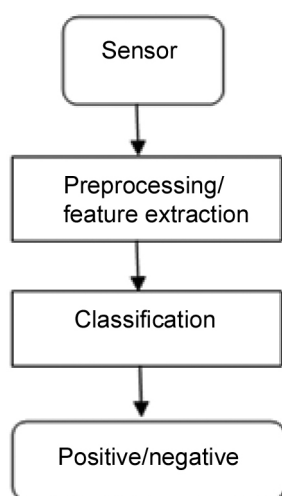 Sensor
Preprocessing/
feature extraction
Classification
Positive/negative